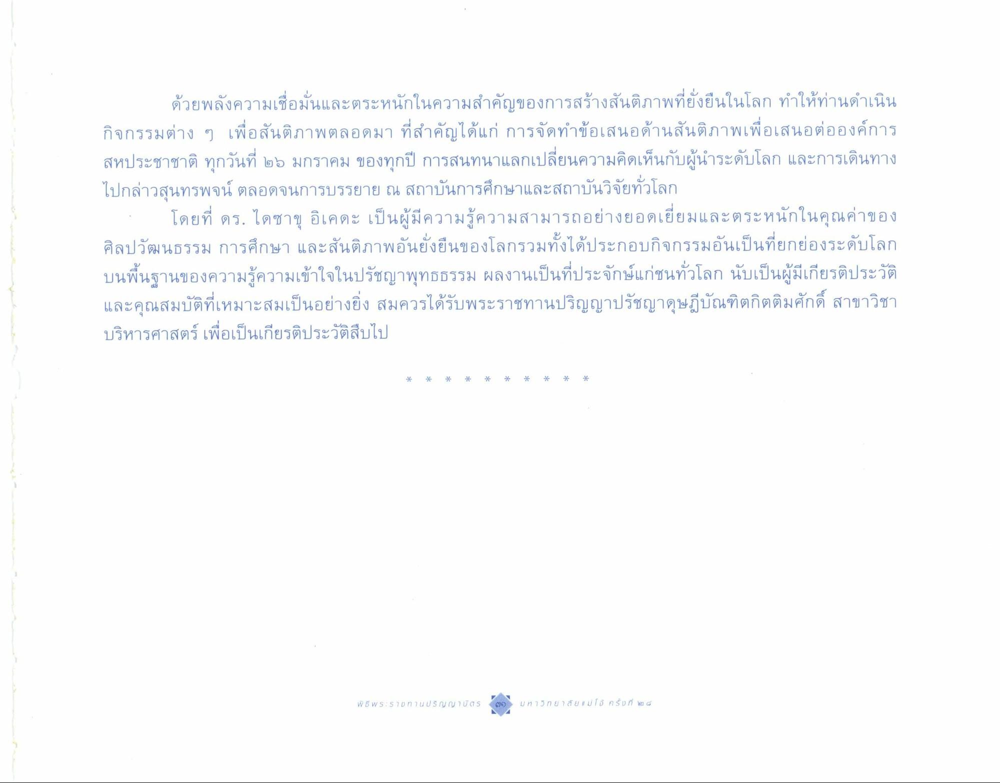 ด้วยพลังความเชื่อมั่นและตระหนักในความสำคัญของการสร้างสันติภาพที่ยั่งยืนในโลก ทำให้ท่านดำเนิน
กิจกรรมต่าง ๆ เพื่อสันติภาพตลอดมา ที่สำคัญได้แก่ การจัดทำข้อเสนอด้านสันติภาพเพื่อเสนอต่อองค์การ
สหประชาชาติ ทุกวันที่ ๒๖ มกราคม ของทุกปี การสนทนาแลกเปลี่ยนความคิดเห็นกับผู้นำระดับโลก และการเดินทาง
ไปกล่าวสุนทรพจน์ ตลอดจนการบรรยาย ณ สถาบันการศึกษาและสถาบันวิจัยทั่วโลก
โดยที่ ดร. ไดซาขุ อิเคดะ เป็นผู้มีความรู้ความสามารถอย่างยอดเยี่ยมและตระหนักในคุณค่าของ
ศิลปวัฒนธรรม การศึกษา และสันติภาพอันยั่งยืนของโลกรวมทั้งได้ประกอบกิจกรรมอันเป็นที่ยกย่องระดับโลก
บนพื้นฐานของความรู้ความเข้าใจในปรัชญาพุทธธรรม ผลงานเป็นที่ประจักษ์แก่ชนทั่วโลก นับเป็นผู้มีเกียรติประวัติ
และคุณสมบัติที่เหมาะสมเป็นอย่างยิ่ง สมควรได้รับพระราชทานปริญญาปรัชญาดุษฎีบัณฑิตกิตติมศักดิ์ สาขาวิชา
บริหารศาสตร์ เพื่อเป็นเกียรติประวัติสืบไป
* * * * * * * * * *
พิธีพระราชทานปริญญาบัตร ๓๑ มหาวิทยาลัยแม่โจ้ ครั้งที่ ๒๘